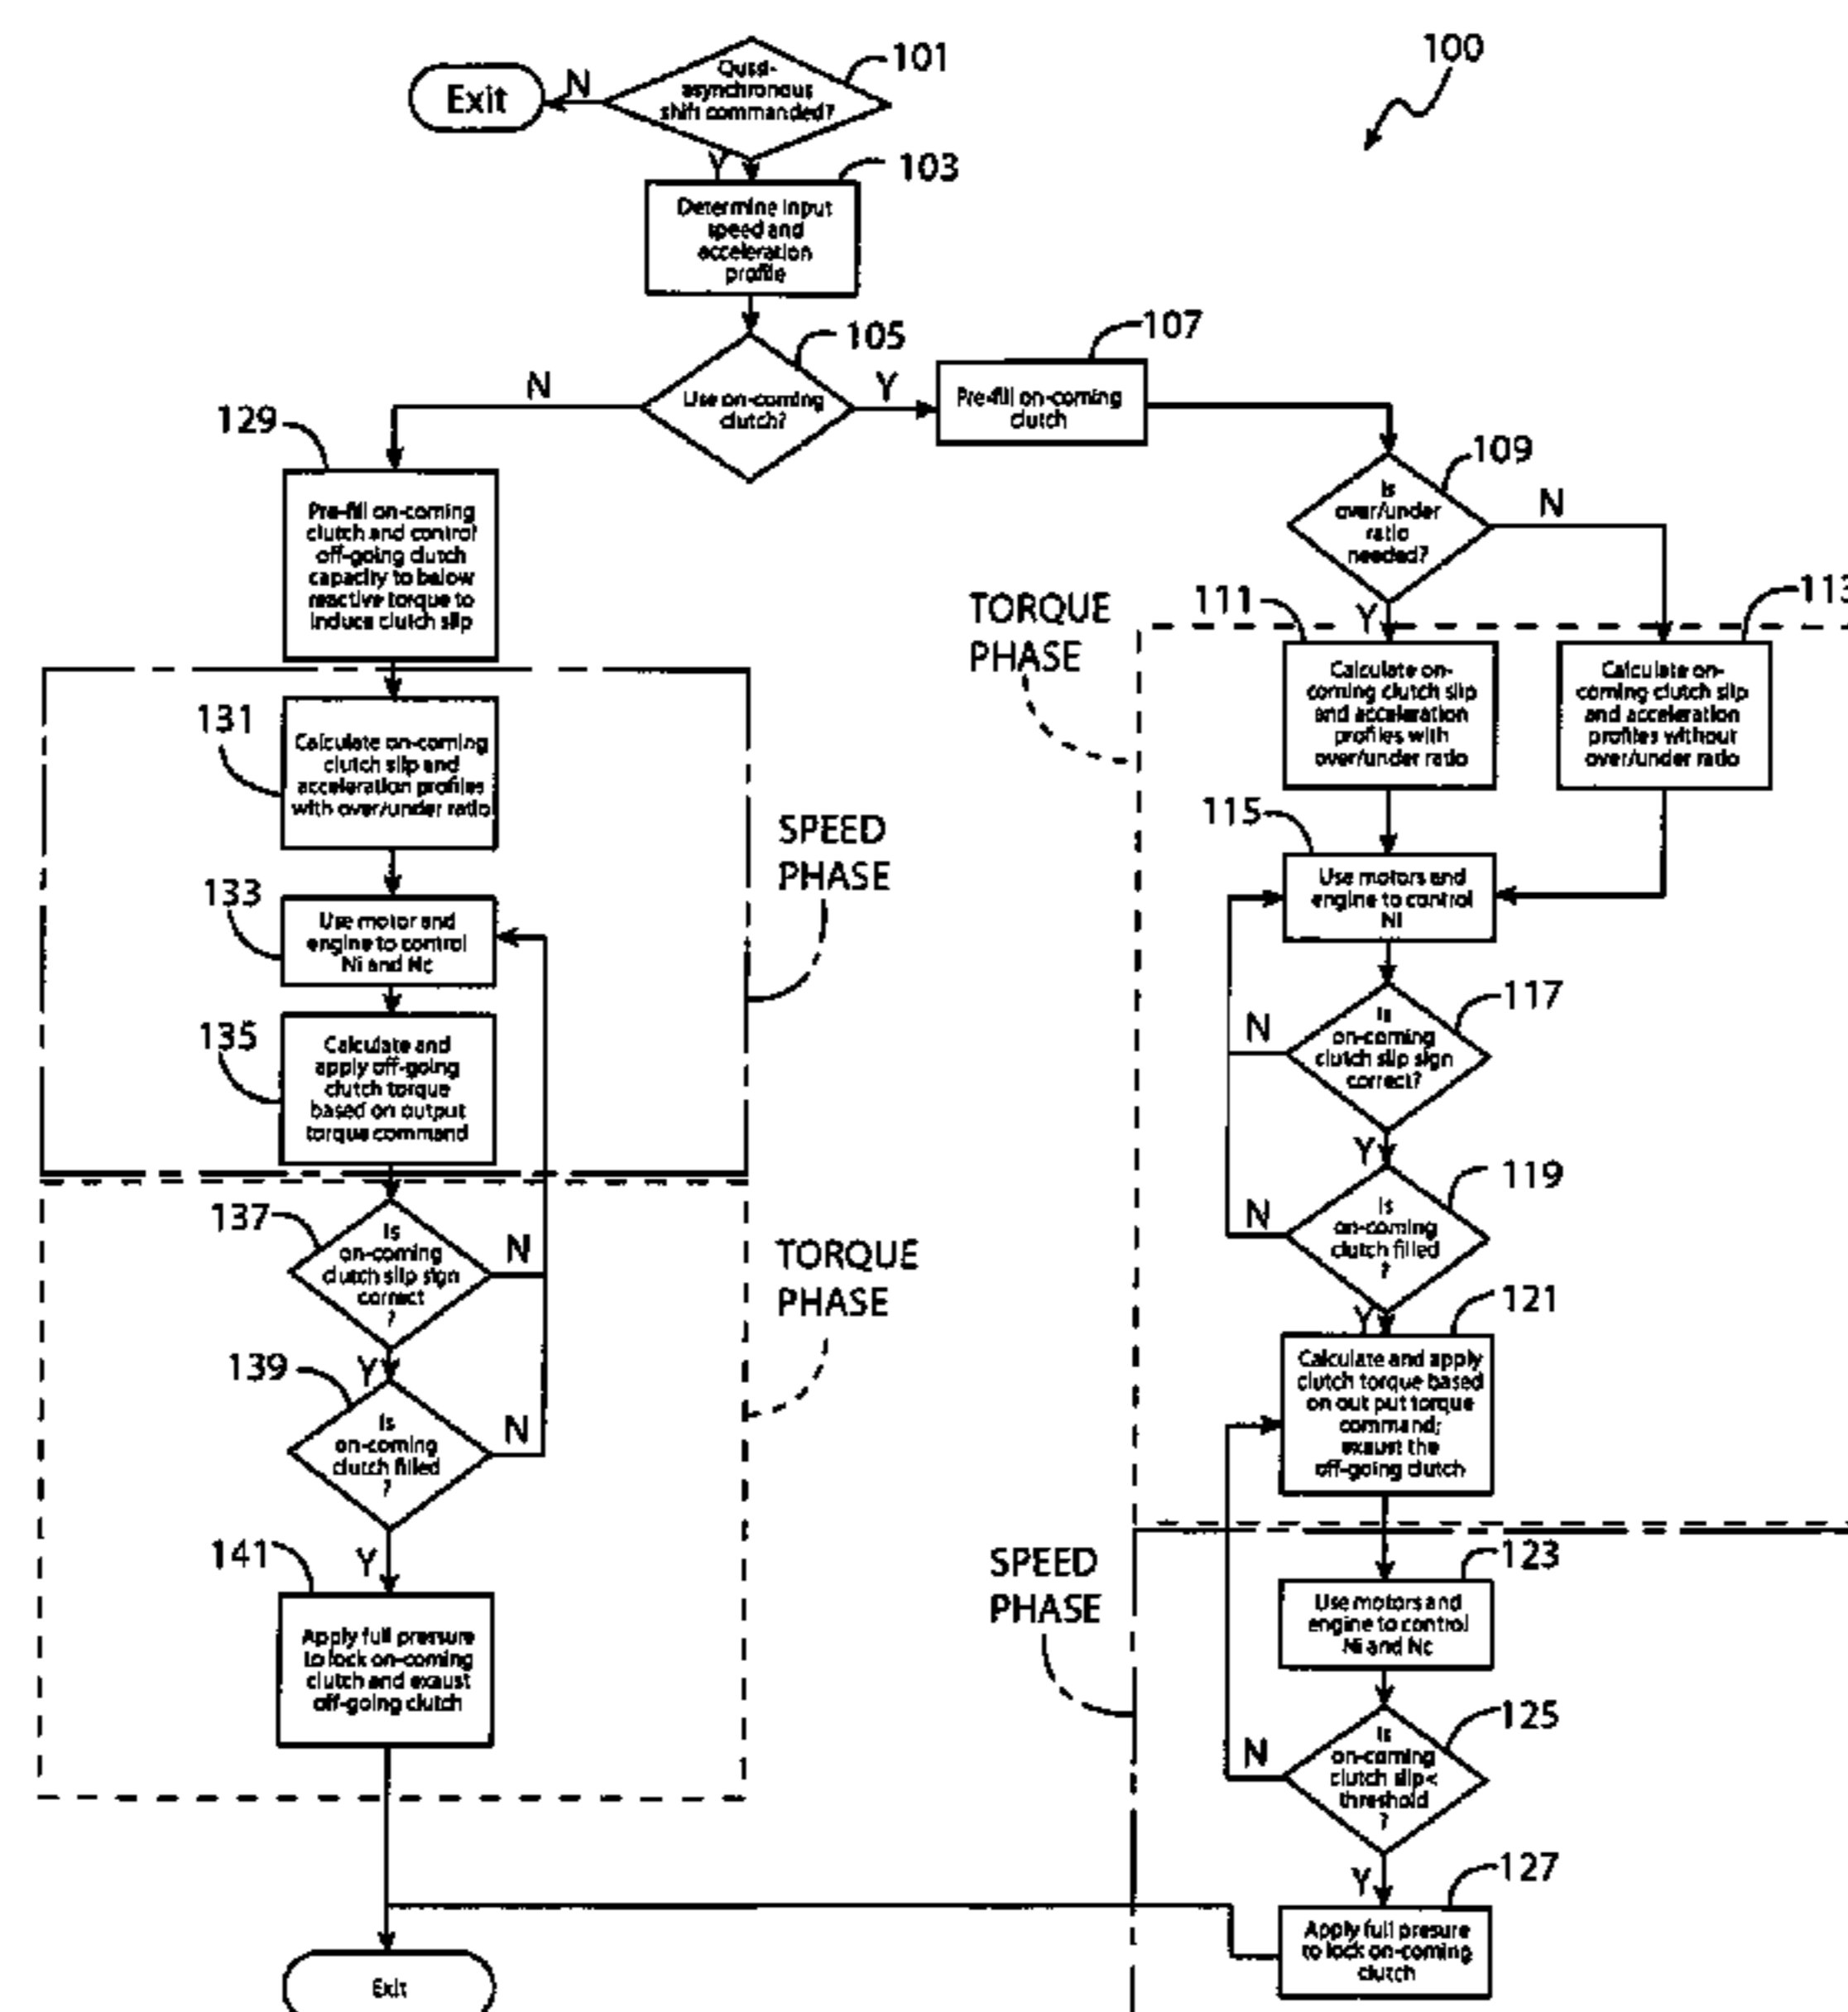 100
101
Exit
N
Quasi-
asynchronous
shift commanded?
Y
103
Determine input
speed and
acceleration
profile
105
107
N
Use on-coming
clutch?
Y
Pre-fill on-coming
clutch
129
Pre-fill on-coming
clutch and control
off-going clutch
capacity to below
reactive torque to
induce clutch slip
109
Is
over/under
ratio
needed?
N
Y
TORQUE
PHASE
111
113
Calculate on-
coming clutch slip
and acceleration
profiles with
over/under ratio
Calculate on-
coming clutch slip
and acceleration
profiles without
over/under ratio
131
Calculate on-coming
clutch slip and
acceleration profiles
with over/under ratio
SPEED
PHASE
115
Use motors and
engine to control
Ni
133
Use motor and
engine to control
Ni and Nc
117
Is
on-coming
clutch slip sign
correct?
N
Y
135
Calculate and
apply off-going
clutch torque
based on output
torque command
119
Is
on-coming
clutch filled
?
N
Y
137
Is
on-coming
clutch slip sign
correct
?
N
Y
TORQUE
PHASE
121
Calculate and apply
clutch torque based
on out put torque
command;
exaust the
off-going clutch
139
Is
on-coming
clutch filled
?
N
Y
141
Apply full pressure
to lock on-coming
clutch and exaust
off-going clutch
SPEED
PHASE
123
Use motors and
engine to control
Ni and Nc
125
Is
on-coming
clutch slip<
threshold
?
N
Y
127
Apply full presure
to lock on-coming
clutch
Exit